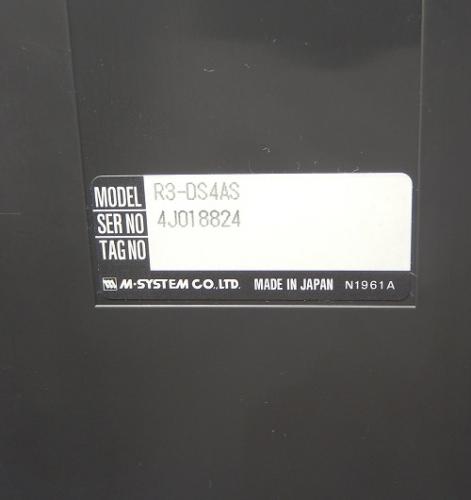 MODEL R3-DS4AS
SER NO 4J018824
TAG NO
M-SYSTEM CO.,LTD. MADE IN JAPAN N1961A